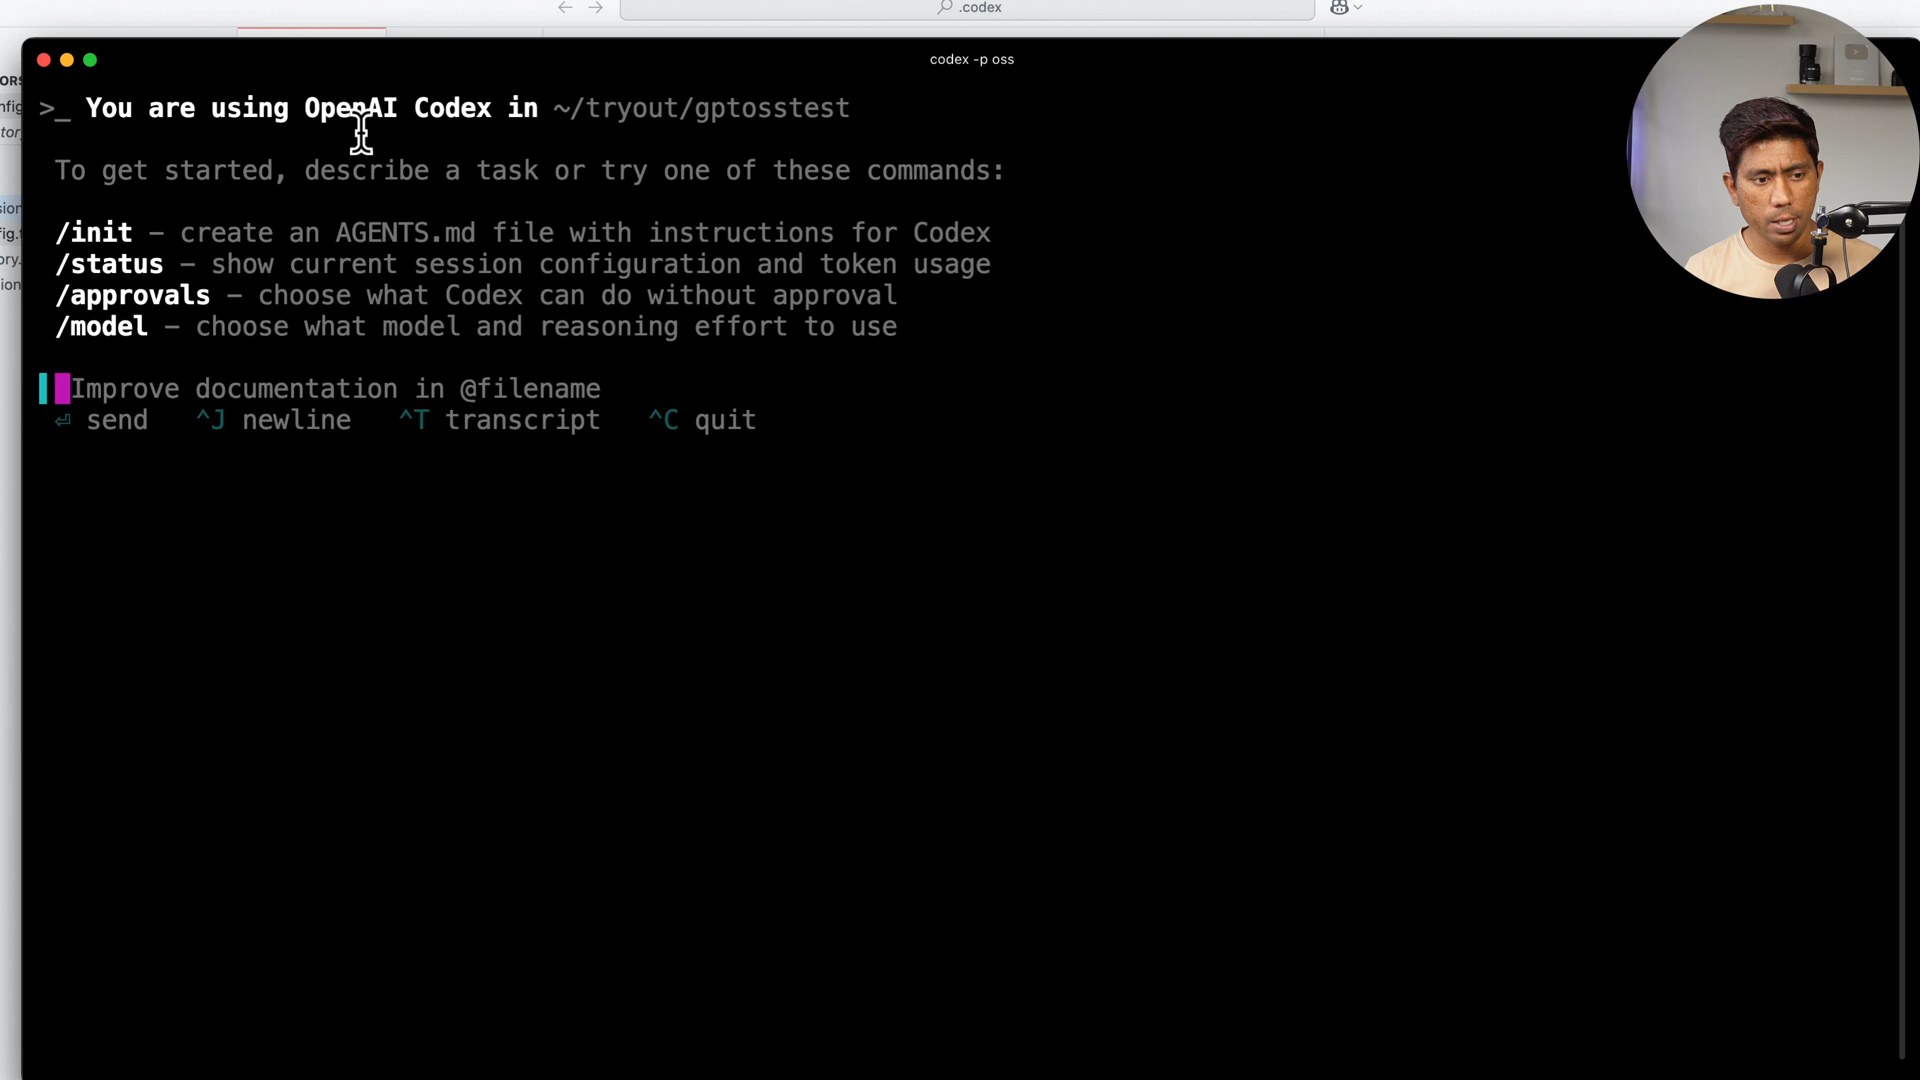 .codex
codex -p oss
>_ You are using OpenAI Codex in ~/tryout/gptosstest
To get started, describe a task or try one of these commands:
/init – create an AGENTS.md file with instructions for Codex
/status – show current session configuration and token usage
/approvals – choose what Codex can do without approval
/model – choose what model and reasoning effort to use
Improve documentation in @filename
⏎ send ^J newline ^T transcript ^C quit